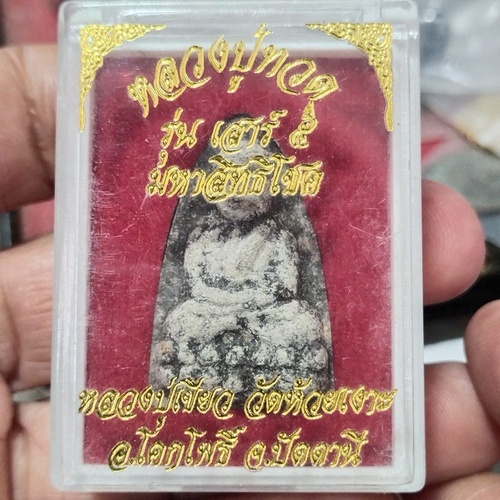 หลวงปู่ทวด
รุ่น เสาร์ ๕
มหาสิทธิโชค
หลวงปู่เขียว วัดห้วยเงาะ
อ.โคกโพธิ์ จ.ปัตตานี